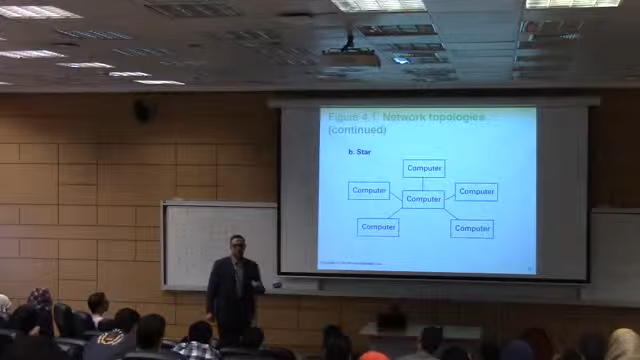 Figure 4.1 Network topologies
(continued)
b. Star
Computer
Computer
Computer
Computer
Computer
Computer